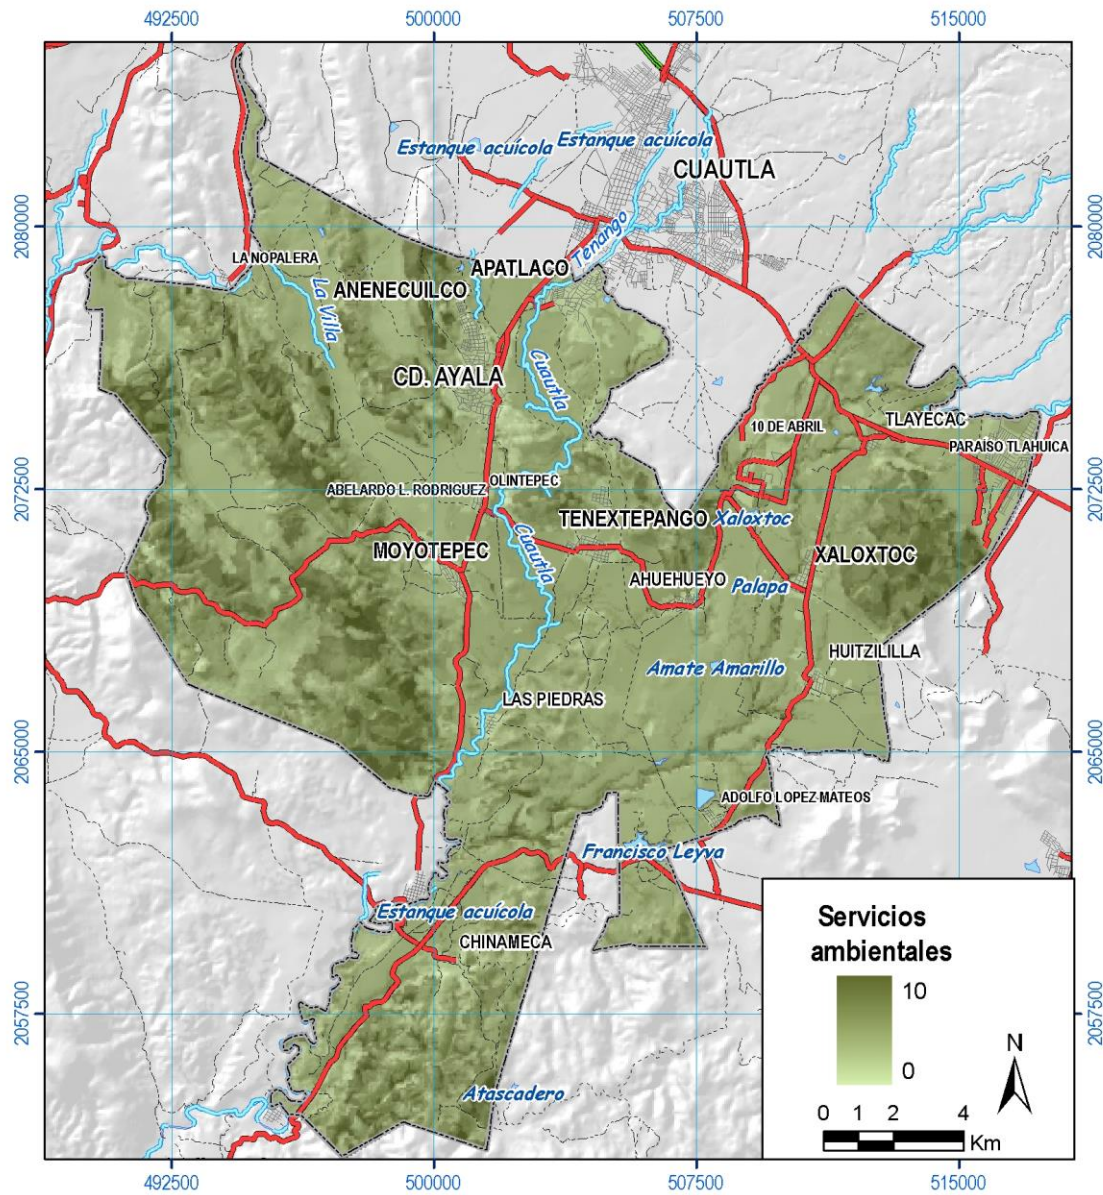 492500
500000
507500
515000
Estanque acuícola
Estanque acuícola
CUAUTLA
2080000
2080000
Tenango
LA NOPALERA
APATLACO
ANENECUILCO
La Villa
CD. AYALA
Cuautla
10 DE ABRIL
TLAYECAC
PARAÍSO TLAHUICA
2072500
2072500
ABELARDO L. RODRIGUEZ
OLINTEPEC
TENEXTEPANGO
Xaloxtoc
MOYOTEPEC
Cuautla
XALOXTOC
AHUEHUEYO
Palapa
HUITZILILLA
Amate Amarillo
LAS PIEDRAS
2065000
2065000
ADOLFO LOPEZ MATEOS
Francisco Leyva
Estanque acuícola
CHINAMECA
Servicios
ambientales
10
0
2057500
2057500
N
Atascadero
0 1 2 4
Km
492500
500000
507500
515000